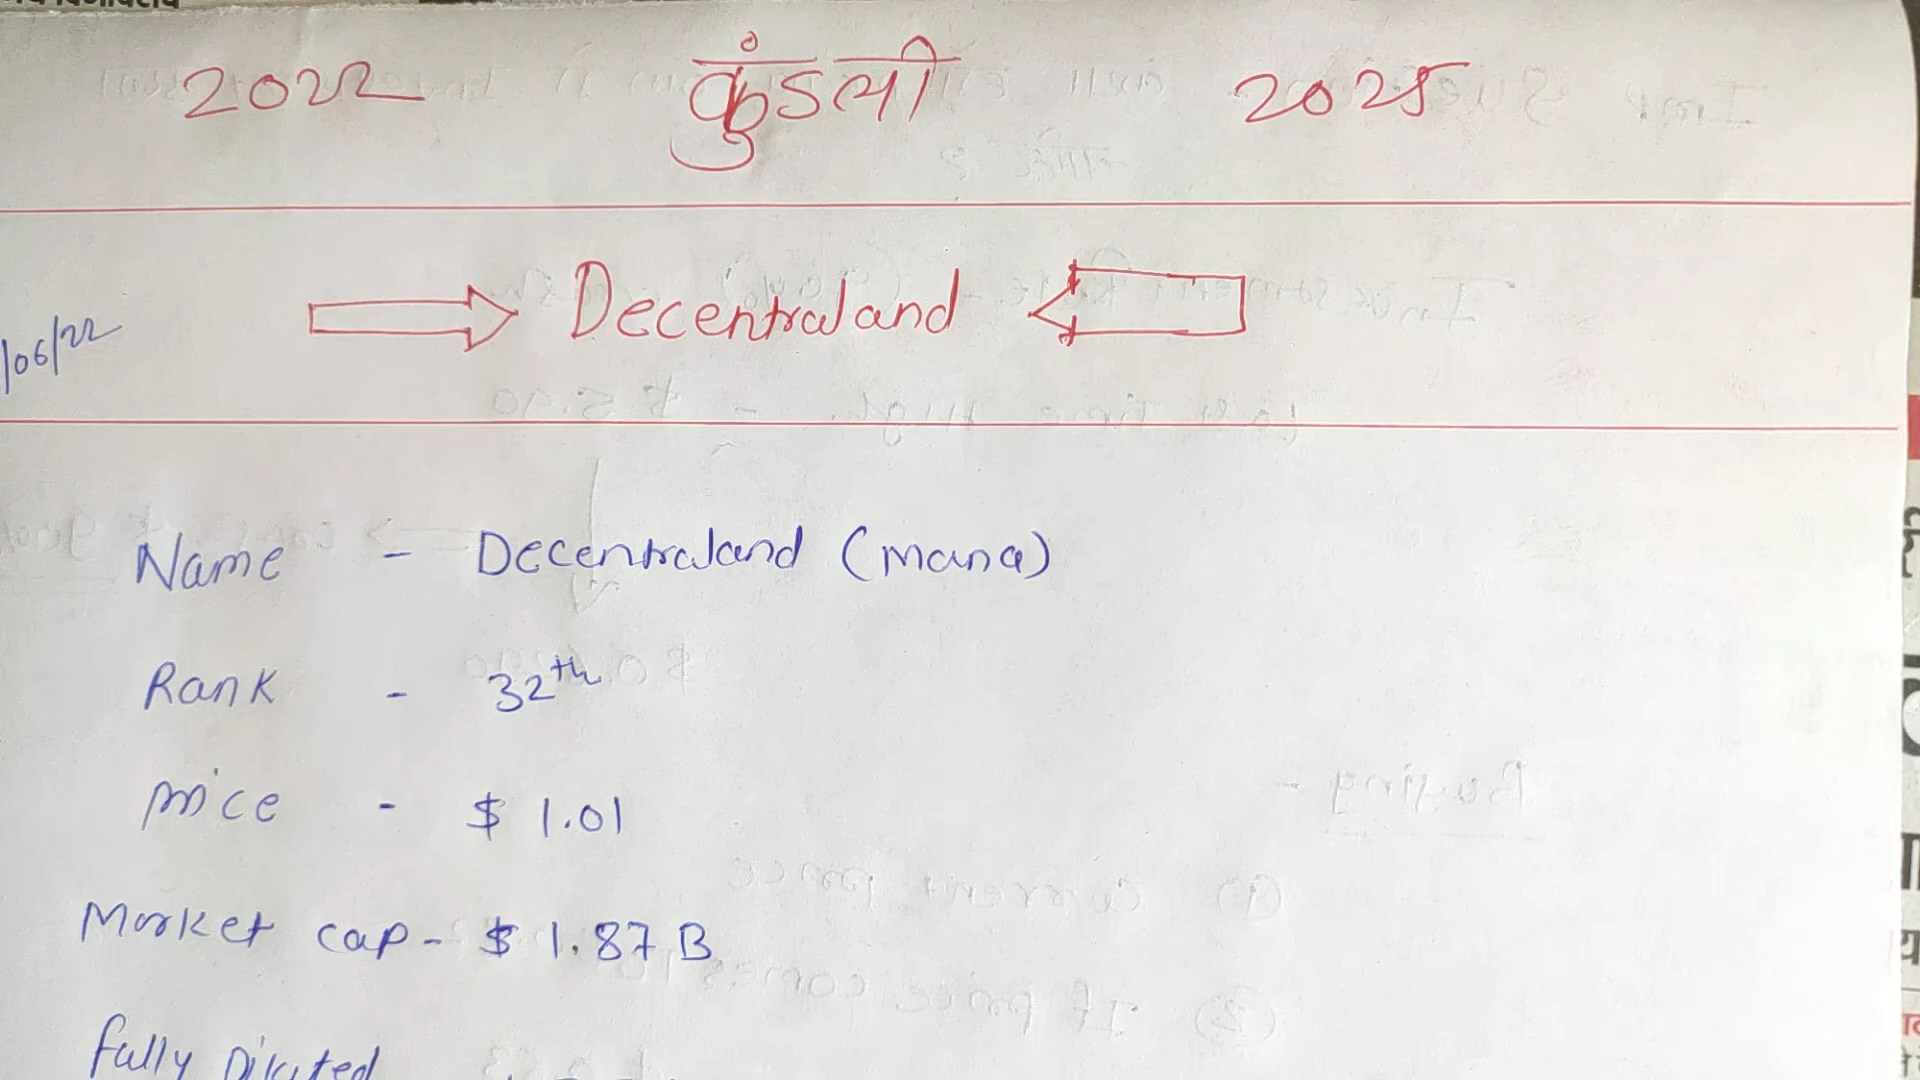 2022 कुंडली 2025
Decentraland
/06/22
Name - Decentraland (Mana)
Rank - 32th
price - $ 1.01
Market cap - $ 1.87 B
fully Diluted